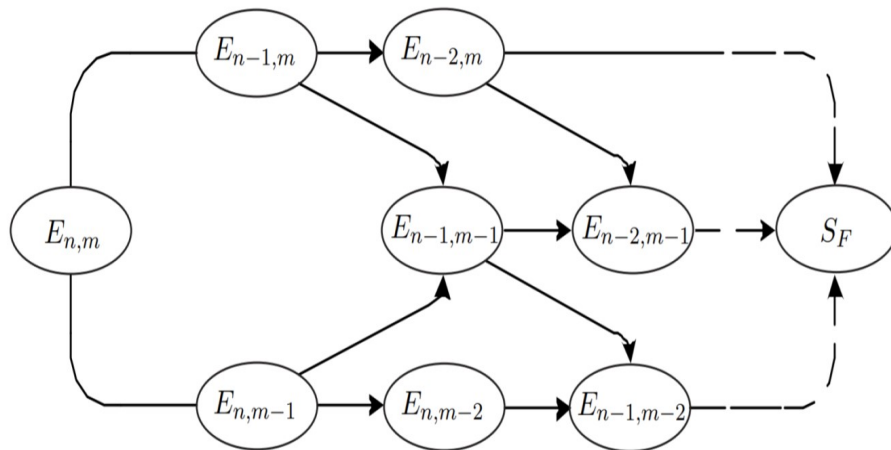 E_{n-1,m} E_{n-2,m}
E_{n,m} E_{n-1,m-1} E_{n-2,m-1} S_F
E_{n,m-1} E_{n,m-2} E_{n-1,m-2}